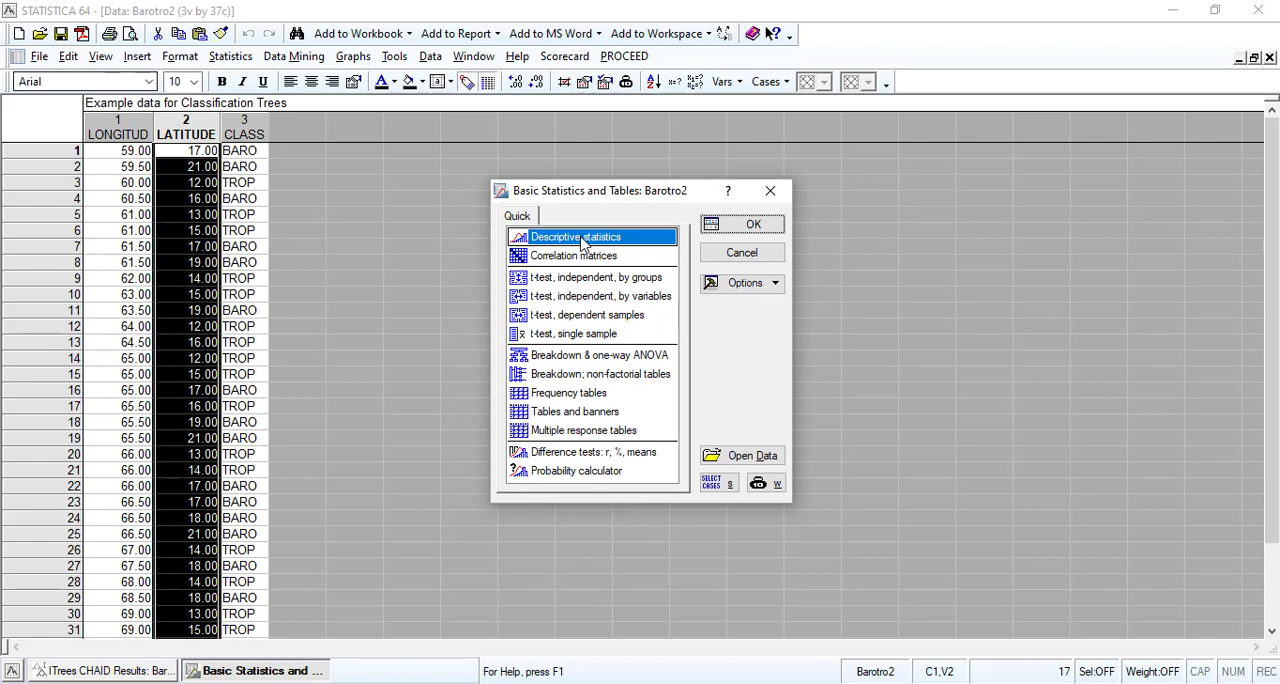 STATISTICA 64 - [Data: Barotro2 (3v by 37c)]
Add to Workbook Add to Report Add to MS Word Add to Workspace
File Edit View Insert Format Statistics Data Mining Graphs Tools Data Window Help Scorecard PROCEED
Arial 10 B I U A Vars Cases
Example data for Classification Trees
1 2 3
LONGITUD LATITUDE CLASS
1 59.00 17.00 BARO
2 59.50 21.00 BARO
3 60.00 12.00 TROP
4 60.50 16.00 BARO
5 61.00 13.00 TROP
6 61.00 15.00 TROP
7 61.50 17.00 BARO
8 61.50 19.00 BARO
9 62.00 14.00 TROP
10 63.00 15.00 TROP
11 63.50 19.00 BARO
12 64.00 12.00 TROP
13 64.50 16.00 TROP
14 65.00 12.00 TROP
15 65.00 15.00 TROP
16 65.00 17.00 BARO
17 65.50 16.00 TROP
18 65.50 19.00 BARO
19 65.50 21.00 BARO
20 66.00 13.00 TROP
21 66.00 14.00 TROP
22 66.00 17.00 BARO
23 66.50 17.00 BARO
24 66.50 18.00 BARO
25 66.50 21.00 BARO
26 67.00 14.00 TROP
27 67.50 18.00 BARO
28 68.00 14.00 TROP
29 68.50 18.00 BARO
30 69.00 13.00 TROP
31 69.00 15.00 TROP
Basic Statistics and Tables: Barotro2 ?
Quick
Descriptive statistics
Correlation matrices
t-test, independent, by groups
t-test, independent, by variables
t-test, dependent samples
t-test, single sample
Breakdown & one-way ANOVA
Breakdown; non-factorial tables
Frequency tables
Tables and banners
Multiple response tables
Difference tests: r, %, means
Probability calculator
OK
Cancel
Options
Open Data
SELECT CASES S
W
ITrees CHAID Results: Bar... Basic Statistics and ... For Help, press F1 Barotro2 C1,V2 17 Sel:OFF Weight:OFF CAP NUM REC